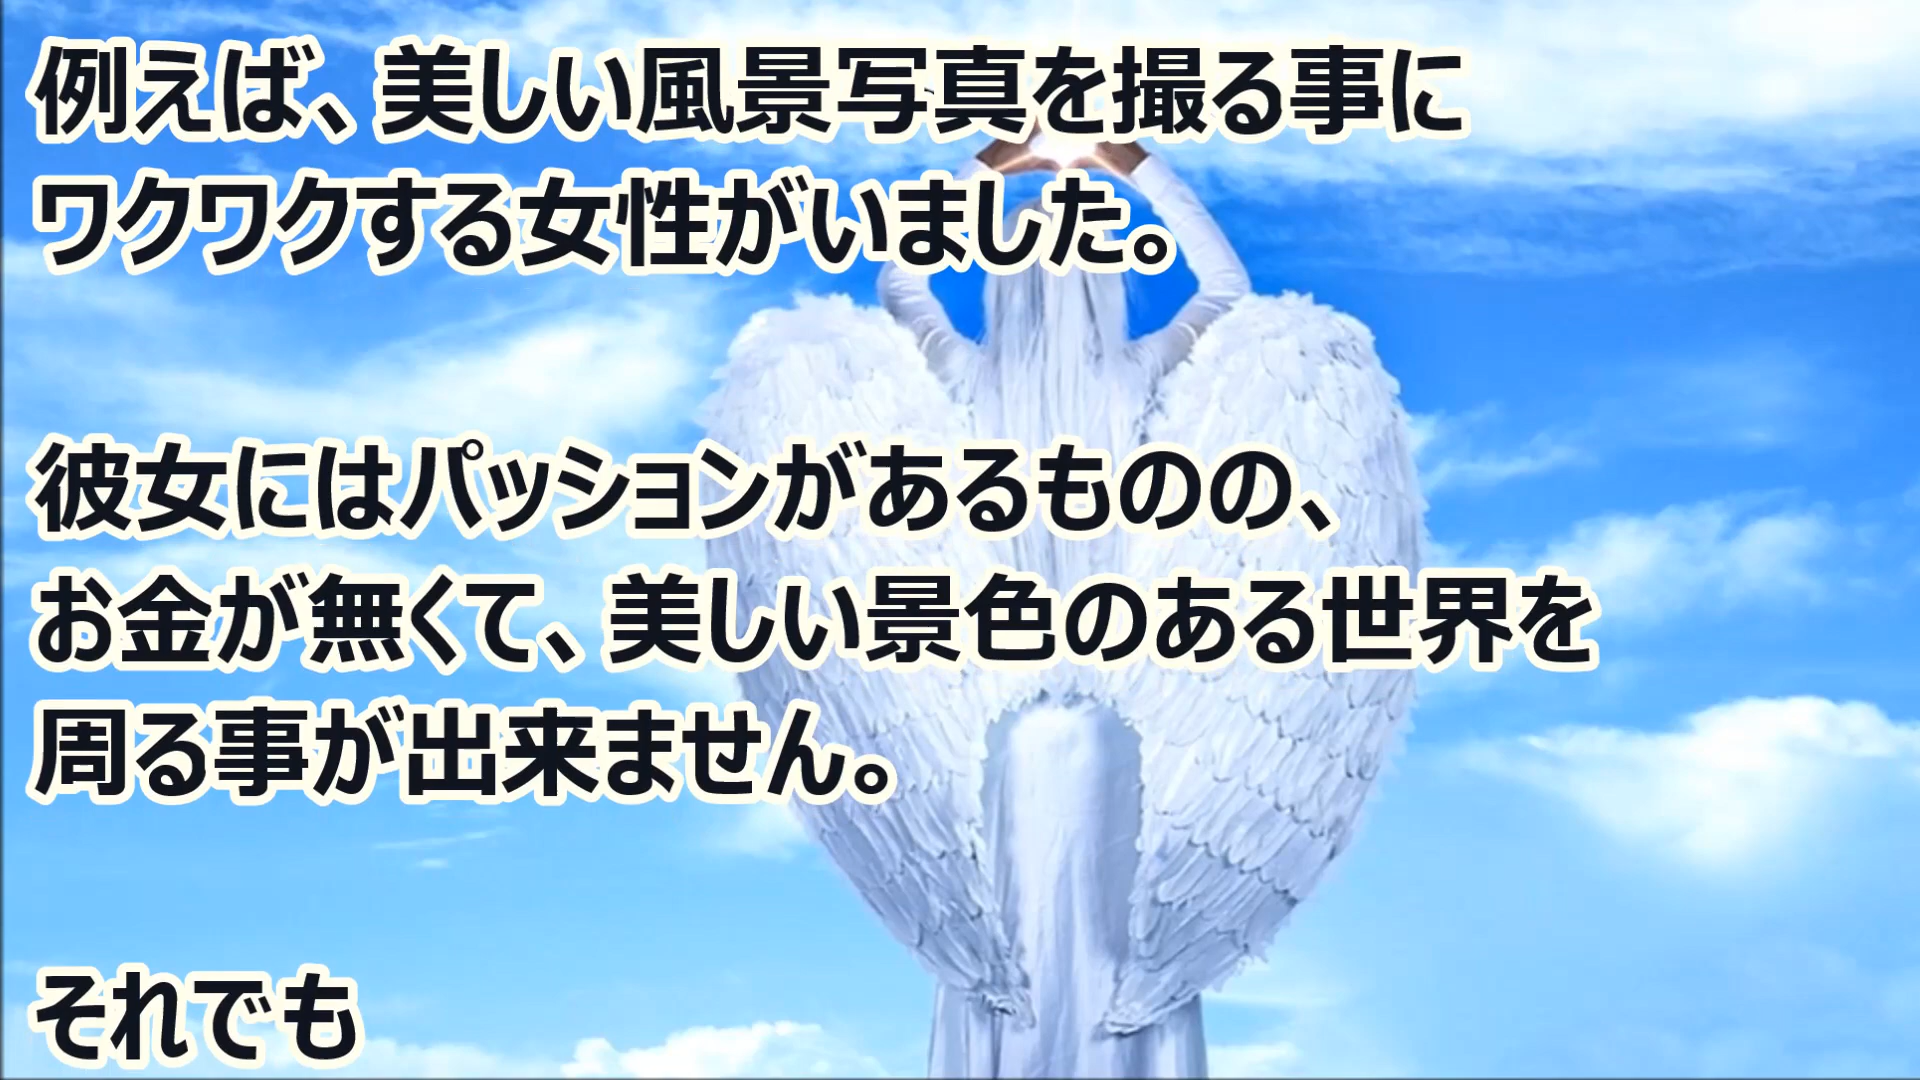 例えば、美しい風景写真を撮る事に
ワクワクする女性がいました。
彼女にはパッションがあるものの、
お金が無くて、美しい景色のある世界を
周る事が出来ません。
それでも